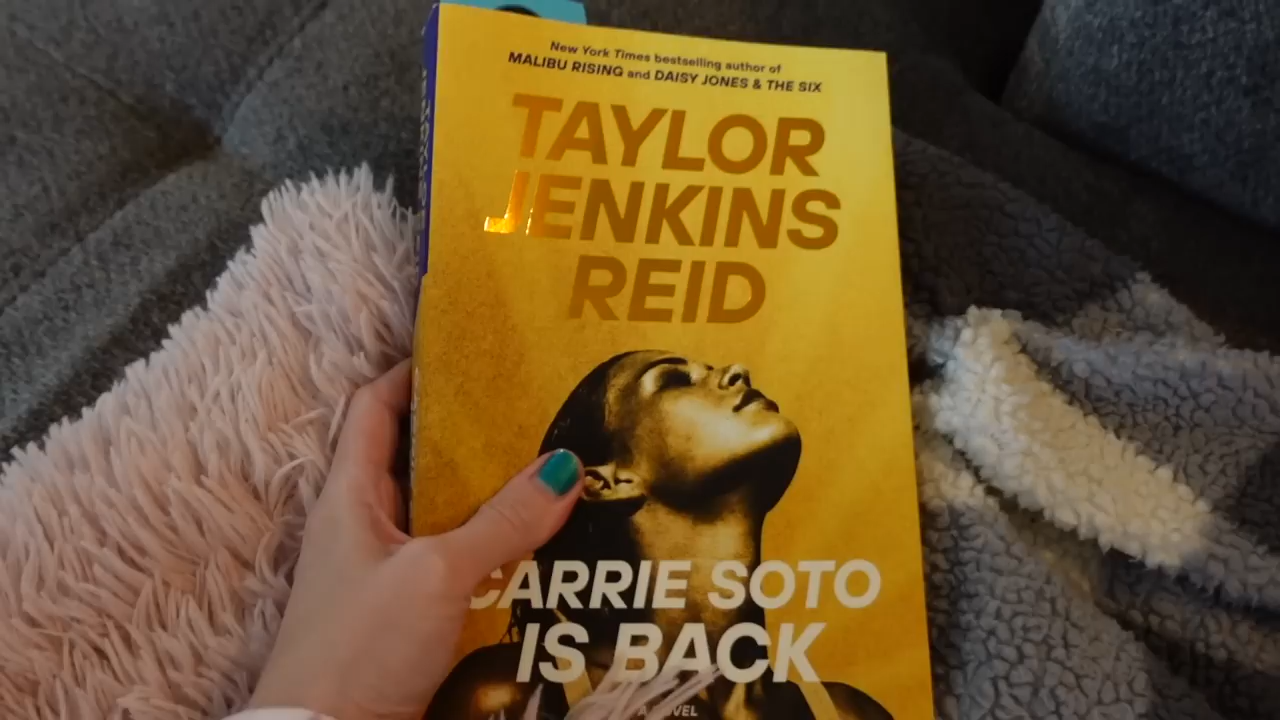 New York Times bestselling author of
MALIBU RISING and DAISY JONES & THE SIX
TAYLOR
JENKINS
REID
CARRIE SOTO
IS BACK
A NOVEL